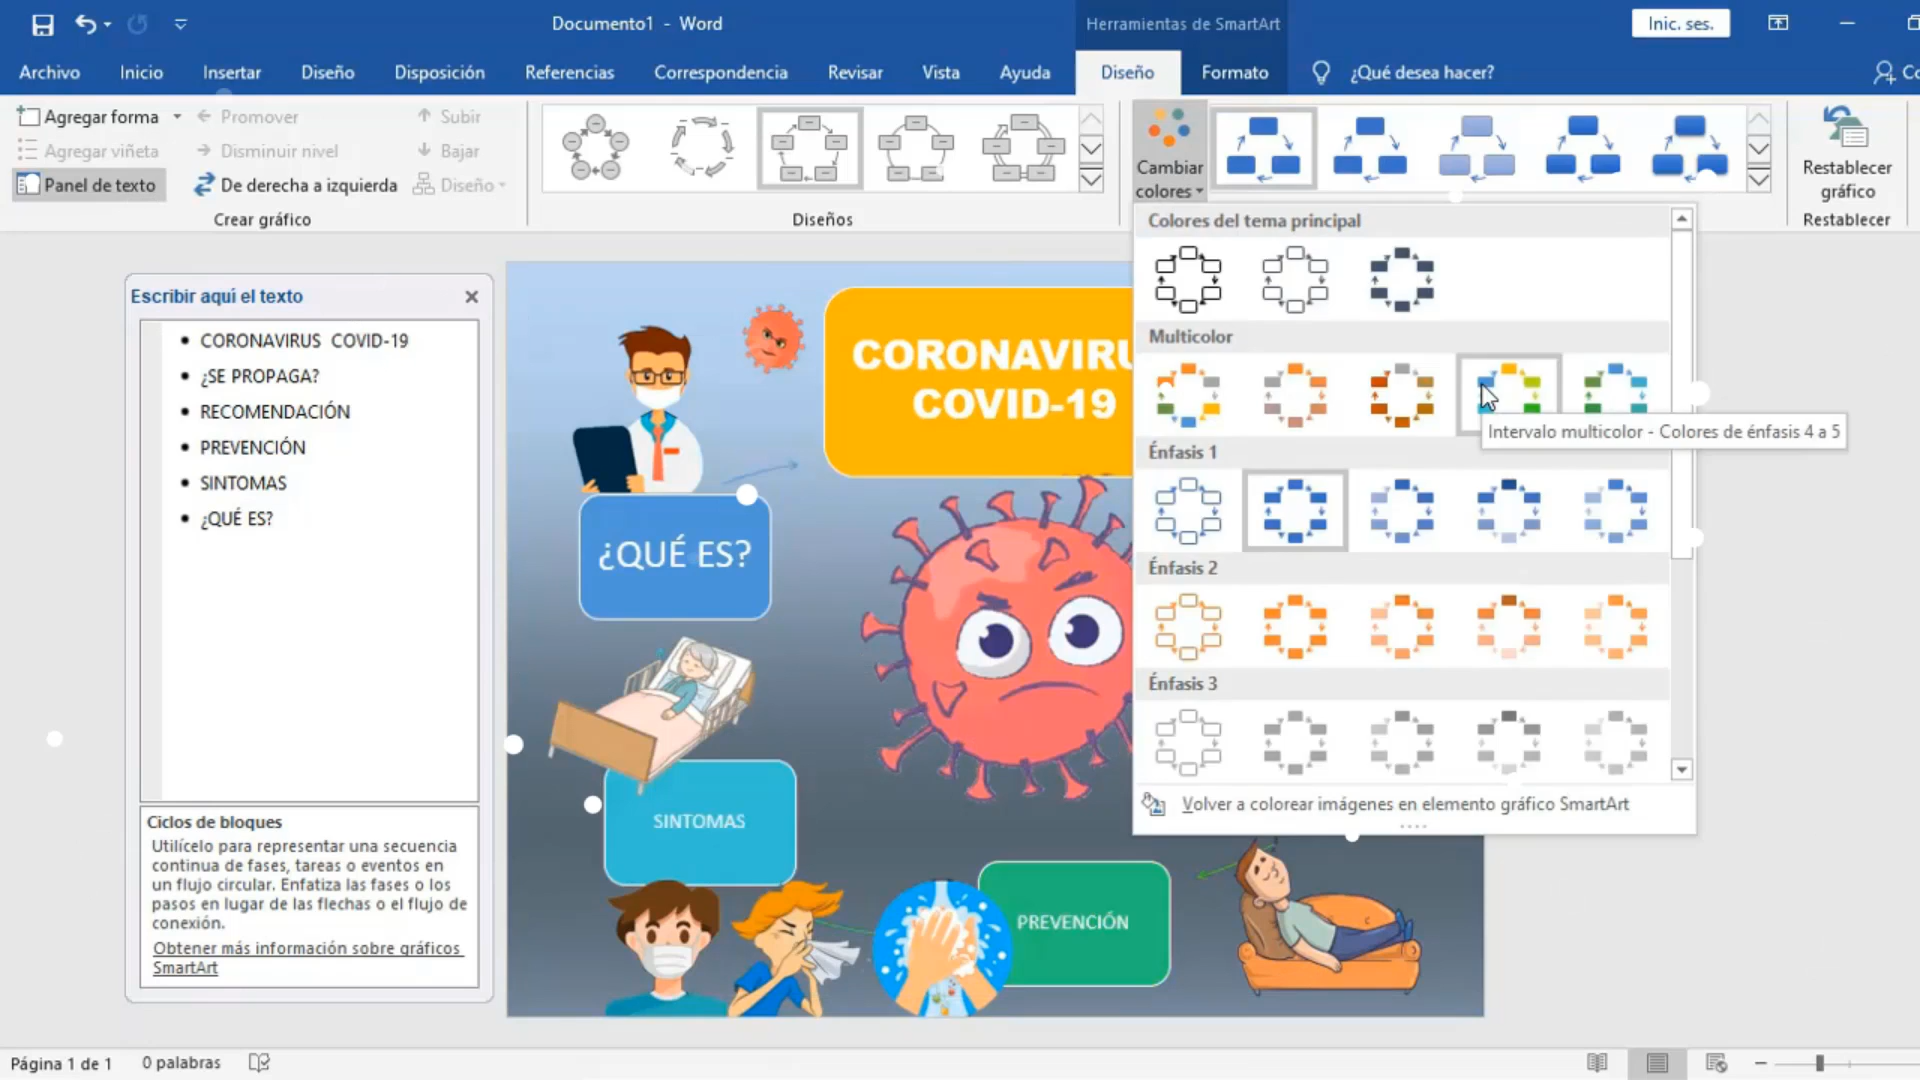 Documento1 - Word
Herramientas de SmartArt
Inic. ses.
Archivo
Inicio
Insertar
Diseño
Disposición
Referencias
Correspondencia
Revisar
Vista
Ayuda
Diseño
Formato
¿Qué desea hacer?
Agregar forma
Promover
Subir
Agregar viñeta
Disminuir nivel
Bajar
Panel de texto
De derecha a izquierda
Diseño
Crear gráfico
Diseños
Cambiar
colores
Restablecer
gráfico
Restablecer
Colores del tema principal
Multicolor
Intervalo multicolor - Colores de énfasis 4 a 5
Énfasis 1
Énfasis 2
Énfasis 3
Volver a colorear imágenes en elemento gráfico SmartArt
Escribir aquí el texto
CORONAVIRUS COVID-19
¿SE PROPAGA?
RECOMENDACIÓN
PREVENCIÓN
SINTOMAS
¿QUÉ ES?
Ciclos de bloques
Utilícelo para representar una secuencia
continua de fases, tareas o eventos en
un flujo circular. Enfatiza las fases o los
pasos en lugar de las flechas o el flujo de
conexión.
Obtener más información sobre gráficos
SmartArt
CORONAVIRU
COVID-19
¿QUÉ ES?
SINTOMAS
PREVENCIÓN
Página 1 de 1
0 palabras